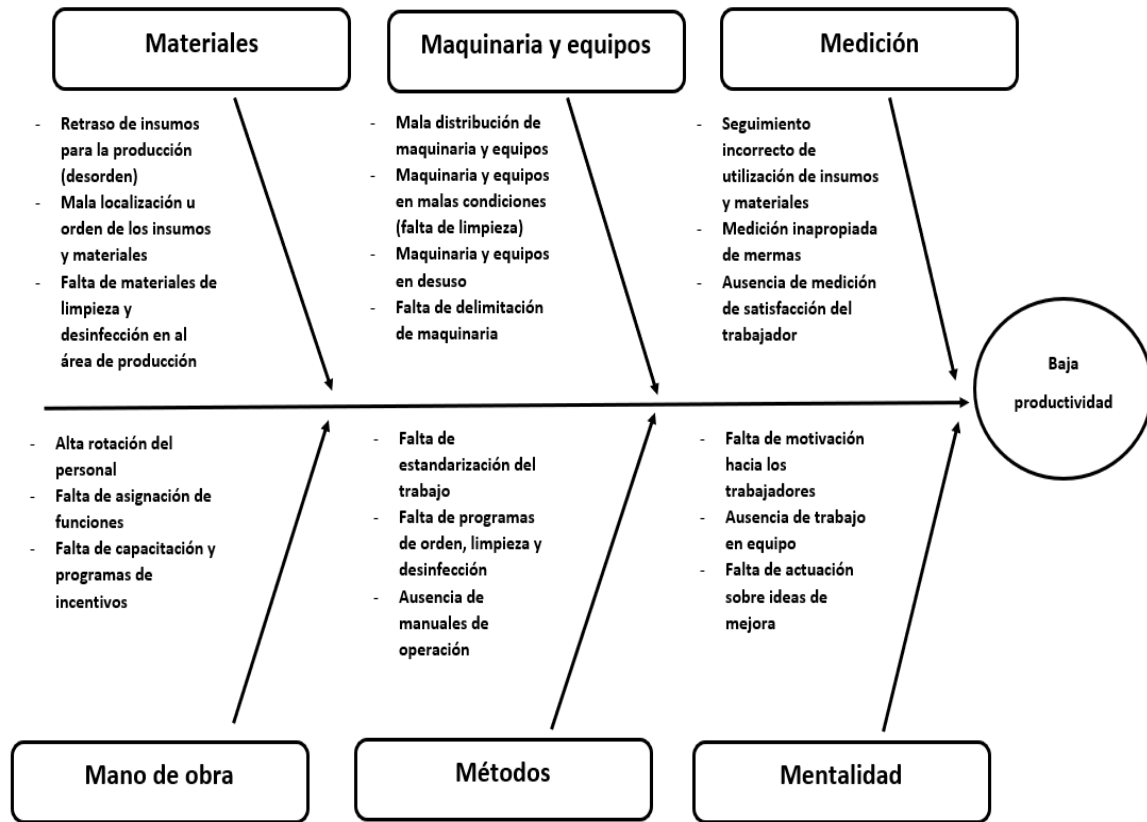 Materiales
Maquinaria y equipos
Medición
- Retraso de insumos
para la producción
(desorden)
- Mala localización u
orden de los insumos
y materiales
- Falta de materiales de
limpieza y
desinfección en al
área de producción
- Mala distribución de
maquinaria y equipos
- Maquinaria y equipos
en malas condiciones
(falta de limpieza)
- Maquinaria y equipos
en desuso
- Falta de delimitación
de maquinaria
- Seguimiento
incorrecto de
utilización de insumos
y materiales
- Medición inapropiada
de mermas
- Ausencia de medición
de satisfacción del
trabajador
Baja
productividad
- Alta rotación del
personal
- Falta de asignación de
funciones
- Falta de capacitación y
programas de
incentivos
- Falta de
estandarización del
trabajo
- Falta de programas
de orden, limpieza y
desinfección
- Ausencia de
manuales de
operación
- Falta de motivación
hacia los
trabajadores
- Ausencia de trabajo
en equipo
- Falta de actuación
sobre ideas de
mejora
Mano de obra
Métodos
Mentalidad